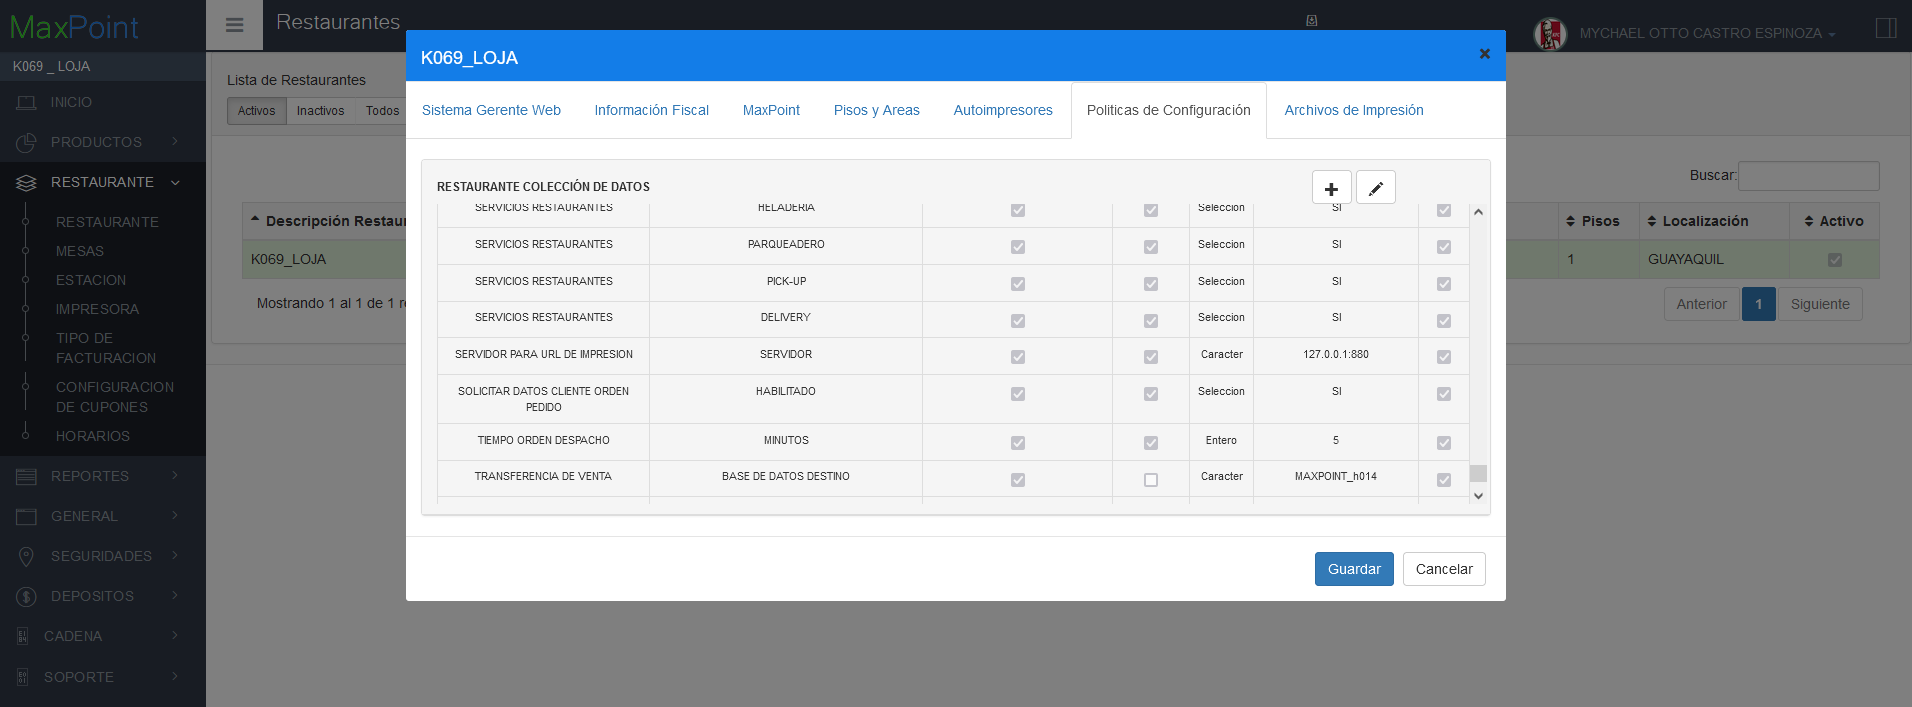 MaxPoint
Restaurantes
MYCHAEL OTTO CASTRO ESPINOZA
K069 _ LOJA
INICIO
PRODUCTOS
RESTAURANTE
RESTAURANTE
MESAS
ESTACION
IMPRESORA
TIPO DE
FACTURACION
CONFIGURACION
DE CUPONES
HORARIOS
REPORTES
GENERAL
SEGURIDADES
DEPOSITOS
CADENA
SOPORTE
Lista de Restaurantes
Activos Inactivos Todos
Buscar:
Descripción Restau
Pisos Localización Activo
K069_LOJA
1 GUAYAQUIL
Mostrando 1 al 1 de 1 r
Anterior 1 Siguiente
K069_LOJA ×
Sistema Gerente Web Información Fiscal MaxPoint Pisos y Areas Autoimpresores Politicas de Configuración Archivos de Impresión
RESTAURANTE COLECCIÓN DE DATOS
SERVICIOS RESTAURANTES HELADERIA Seleccion SI
SERVICIOS RESTAURANTES PARQUEADERO Seleccion SI
SERVICIOS RESTAURANTES PICK-UP Seleccion SI
SERVICIOS RESTAURANTES DELIVERY Seleccion SI
SERVIDOR PARA URL DE IMPRESION SERVIDOR Caracter 127.0.0.1:880
SOLICITAR DATOS CLIENTE ORDEN HABILITADO Seleccion SI
PEDIDO
TIEMPO ORDEN DESPACHO MINUTOS Entero 5
TRANSFERENCIA DE VENTA BASE DE DATOS DESTINO Caracter MAXPOINT_h014
Guardar Cancelar